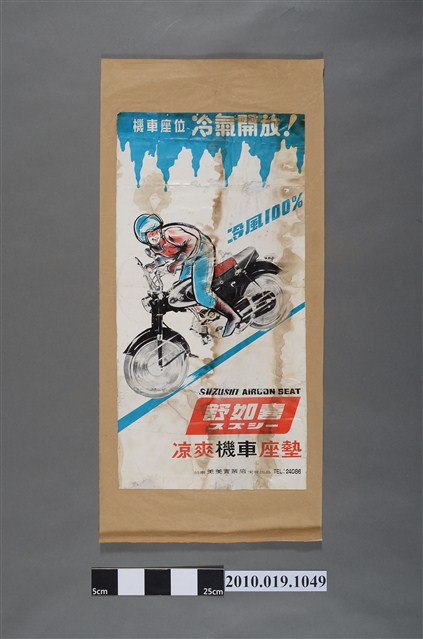 機車座位-冷氣開放!
冷風100%
SUZUSHI AIRCON SEAT
舒如喜
スズシー
凉爽機車座墊
TEL:24086
5cm
25cm
2010.019.1049